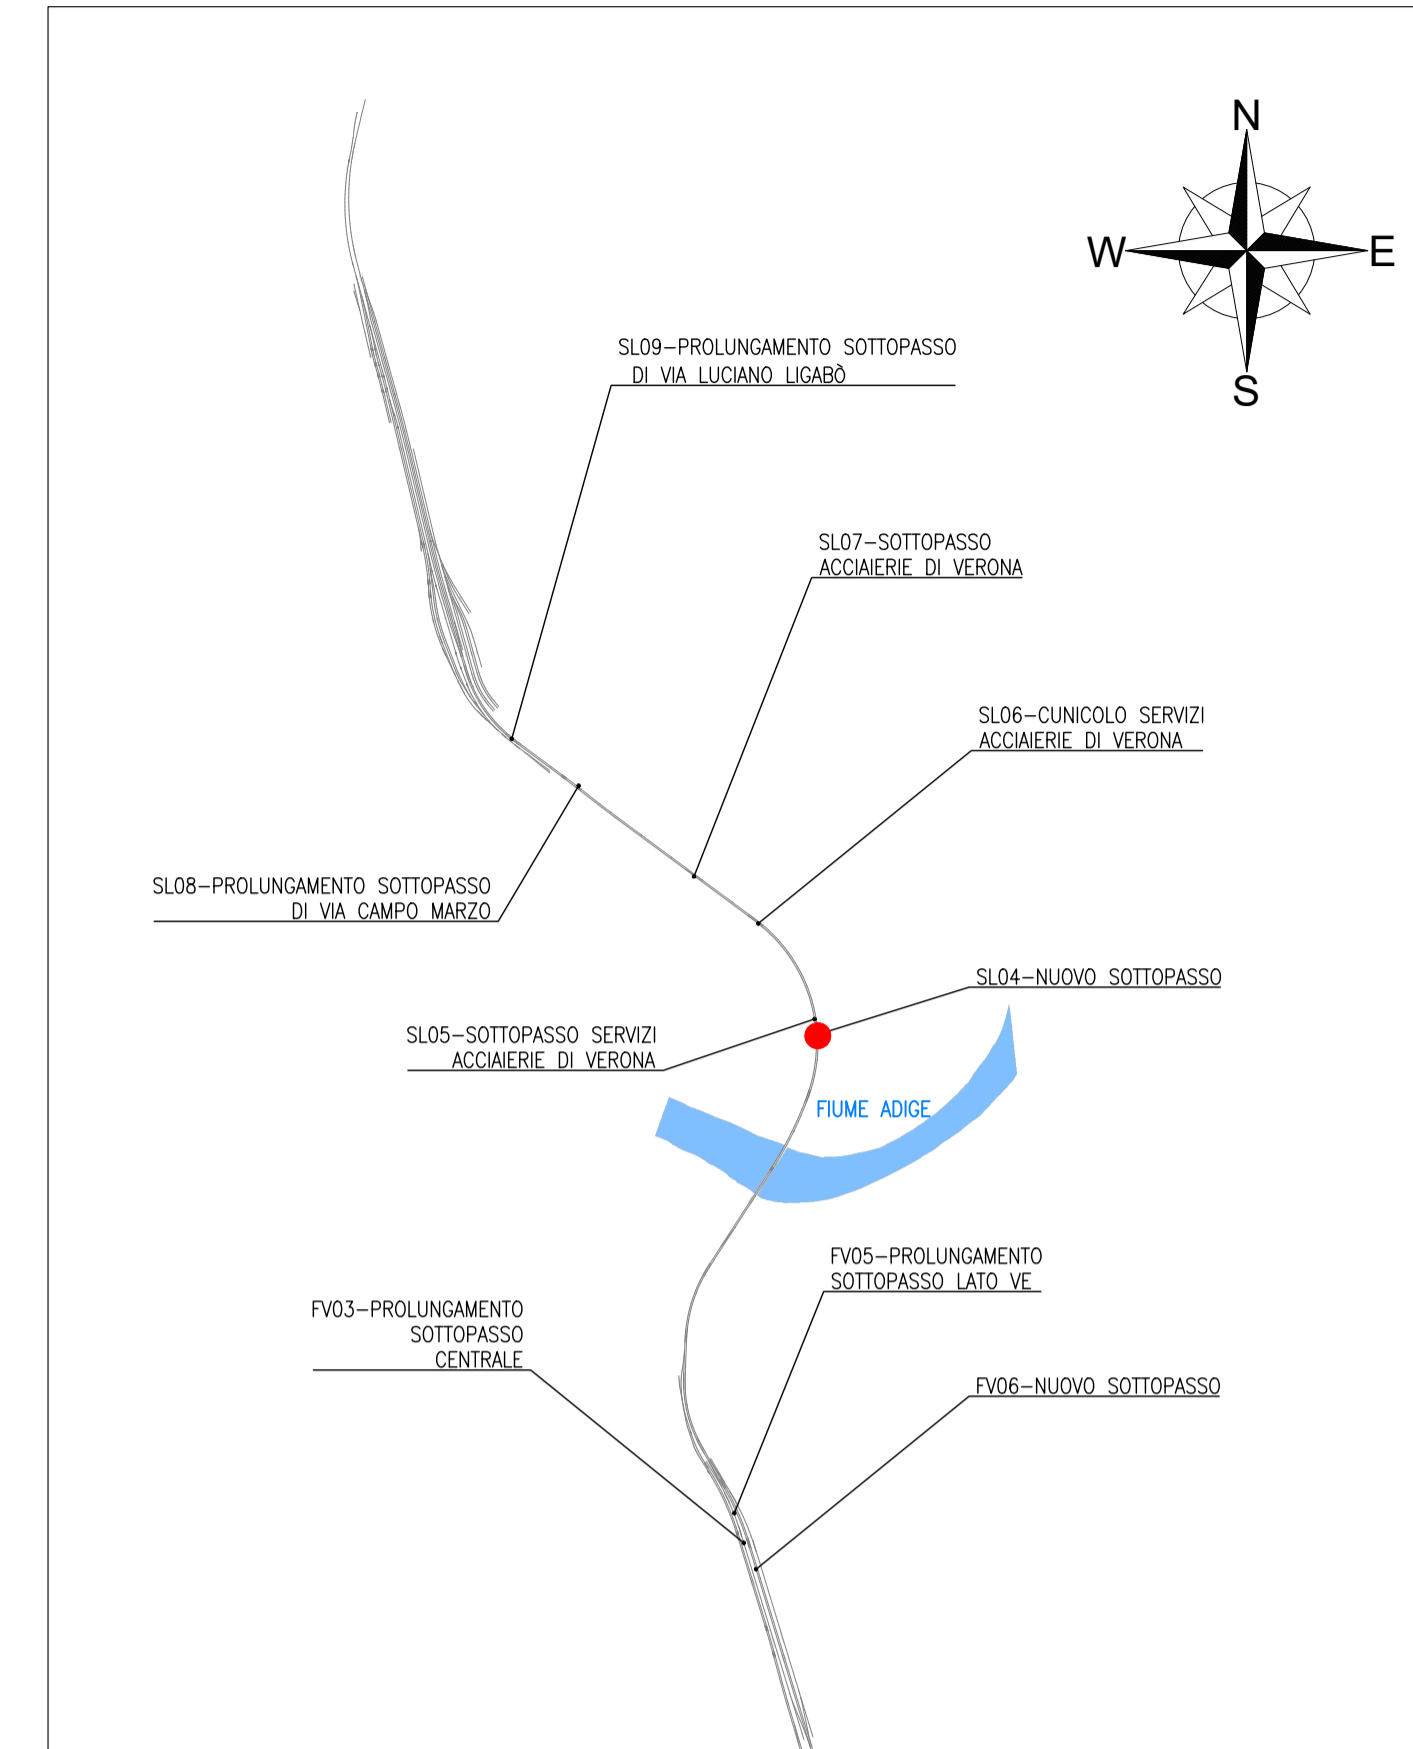 N
W
E
S
SL09-PROLUNGAMENTO SOTTOPASSO
DI VIA LUCIANO LIGABÒ
SL07-SOTTOPASSO
ACCIAIERIE DI VERONA
SL06-CUNICOLO SERVIZI
ACCIAIERIE DI VERONA
SL08-PROLUNGAMENTO SOTTOPASSO
DI VIA CAMPO MARZO
SL04-NUOVO SOTTOPASSO
SL05-SOTTOPASSO SERVIZI
ACCIAIERIE DI VERONA
FIUME ADIGE
FV05-PROLUNGAMENTO
SOTTOPASSO LATO VE
FV03-PROLUNGAMENTO
SOTTOPASSO
CENTRALE
FV06-NUOVO SOTTOPASSO